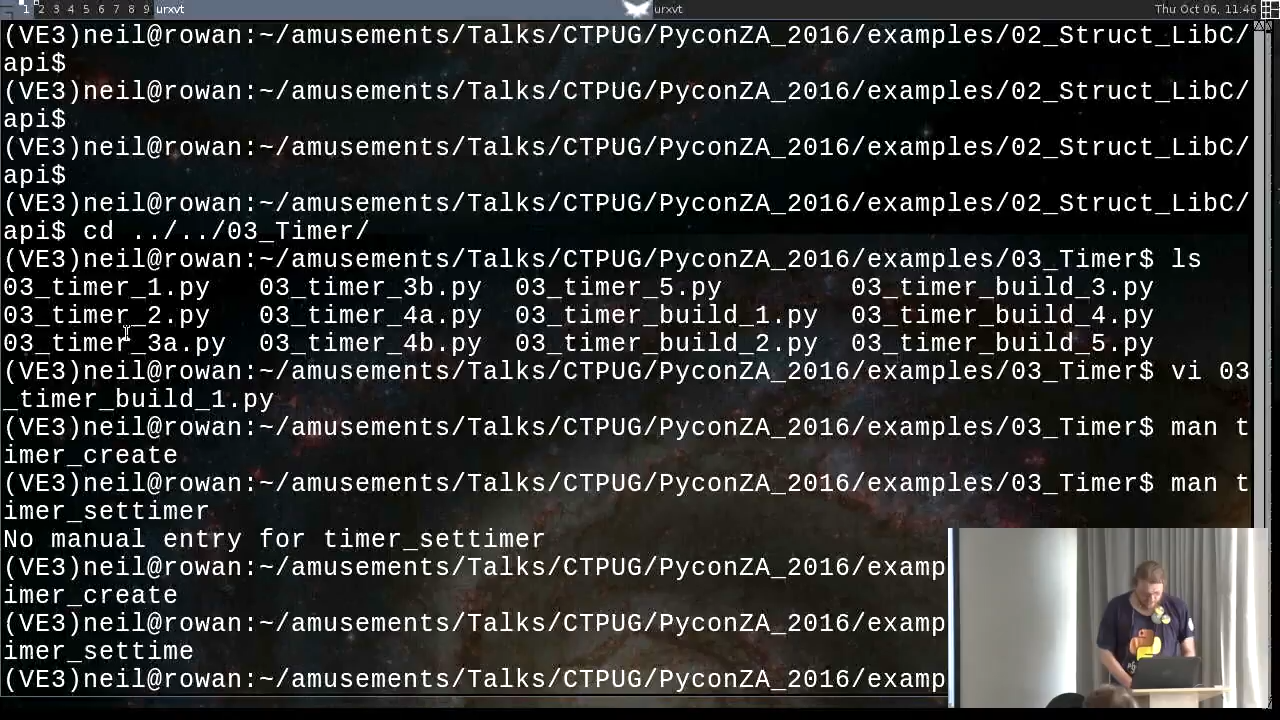 1 2 3 4 5 6 7 8 9 urxvt urxvt Thu Oct 06, 11:46
(VE3)neil@rowan:~/amusements/Talks/CTPUG/PyconZA_2016/examples/02_Struct_LibC/
api$
(VE3)neil@rowan:~/amusements/Talks/CTPUG/PyconZA_2016/examples/02_Struct_LibC/
api$
(VE3)neil@rowan:~/amusements/Talks/CTPUG/PyconZA_2016/examples/02_Struct_LibC/
api$
(VE3)neil@rowan:~/amusements/Talks/CTPUG/PyconZA_2016/examples/02_Struct_LibC/
api$ cd ../../03_Timer/
(VE3)neil@rowan:~/amusements/Talks/CTPUG/PyconZA_2016/examples/03_Timer$ ls
03_timer_1.py 03_timer_3b.py 03_timer_5.py 03_timer_build_3.py
03_timer_2.py 03_timer_4a.py 03_timer_build_1.py 03_timer_build_4.py
03_timer_3a.py 03_timer_4b.py 03_timer_build_2.py 03_timer_build_5.py
(VE3)neil@rowan:~/amusements/Talks/CTPUG/PyconZA_2016/examples/03_Timer$ vi 03
_timer_build_1.py
(VE3)neil@rowan:~/amusements/Talks/CTPUG/PyconZA_2016/examples/03_Timer$ man t
imer_create
(VE3)neil@rowan:~/amusements/Talks/CTPUG/PyconZA_2016/examples/03_Timer$ man t
imer_settimer
No manual entry for timer_settimer
(VE3)neil@rowan:~/amusements/Talks/CTPUG/PyconZA_2016/examp
imer_create
(VE3)neil@rowan:~/amusements/Talks/CTPUG/PyconZA_2016/examp
imer_settime
(VE3)neil@rowan:~/amusements/Talks/CTPUG/PyconZA_2016/examp